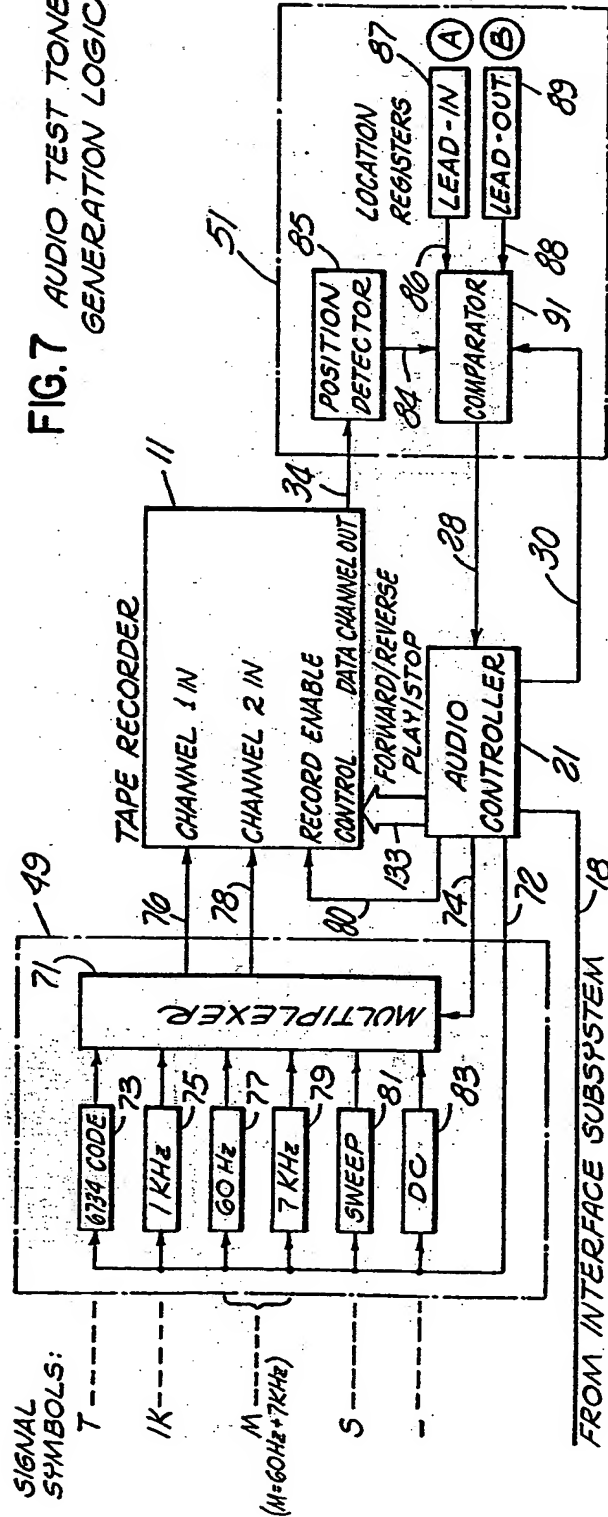 FIG.7 AUDIO TEST TONE
GENERATION LOGIC
SIGNAL
SYMBOLS:
T
1K
M
(M=60Hz+7KHz)
S
-
49
71
6734 CODE
73
1 KHz
75
60 Hz
77
7 KHz
79
SWEEP
81
DC
83
MULTIPLEXER
76
78
80
74
72
TAPE RECORDER
11
CHANNEL 1 IN
CHANNEL 2 IN
RECORD ENABLE
CONTROL
DATA CHANNEL OUT
133
FORWARD/REVERSE
PLAY/STOP
AUDIO
CONTROLLER
21
34
28
30
18
FROM INTERFACE SUBSYSTEM
51
POSITION
DETECTOR
85
84
LOCATION
REGISTERS
86
LEAD-IN
87
A
88
LEAD-OUT
89
B
COMPARATOR
91